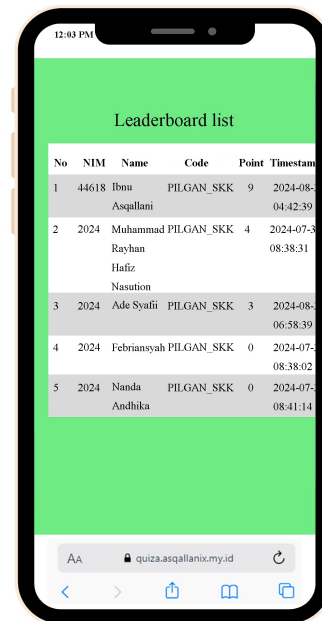 12:03 PM
Leaderboard list
No NIM Name Code Point Timestam
1 44618 Ibnu PILGAN_SKK 9 2024-08-
Asqallani 04:42:39
2 2024 Muhammad PILGAN_SKK 4 2024-07-3
Rayhan 08:38:31
Hafiz
Nasution
3 2024 Ade Syafii PILGAN_SKK 3 2024-08-
06:58:39
4 2024 Febriansyah PILGAN_SKK 0 2024-07-
08:38:02
5 2024 Nanda PILGAN_SKK 0 2024-07-
Andhika 08:41:14
AA quiza.asqallanix.my.id